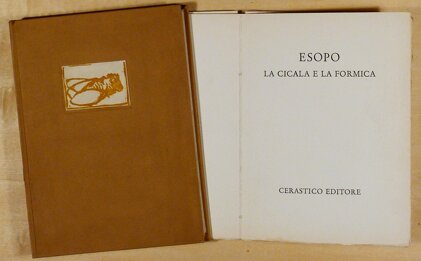 ESOPO
LA CICALA E LA FORMICA
CERASTICO EDITORE